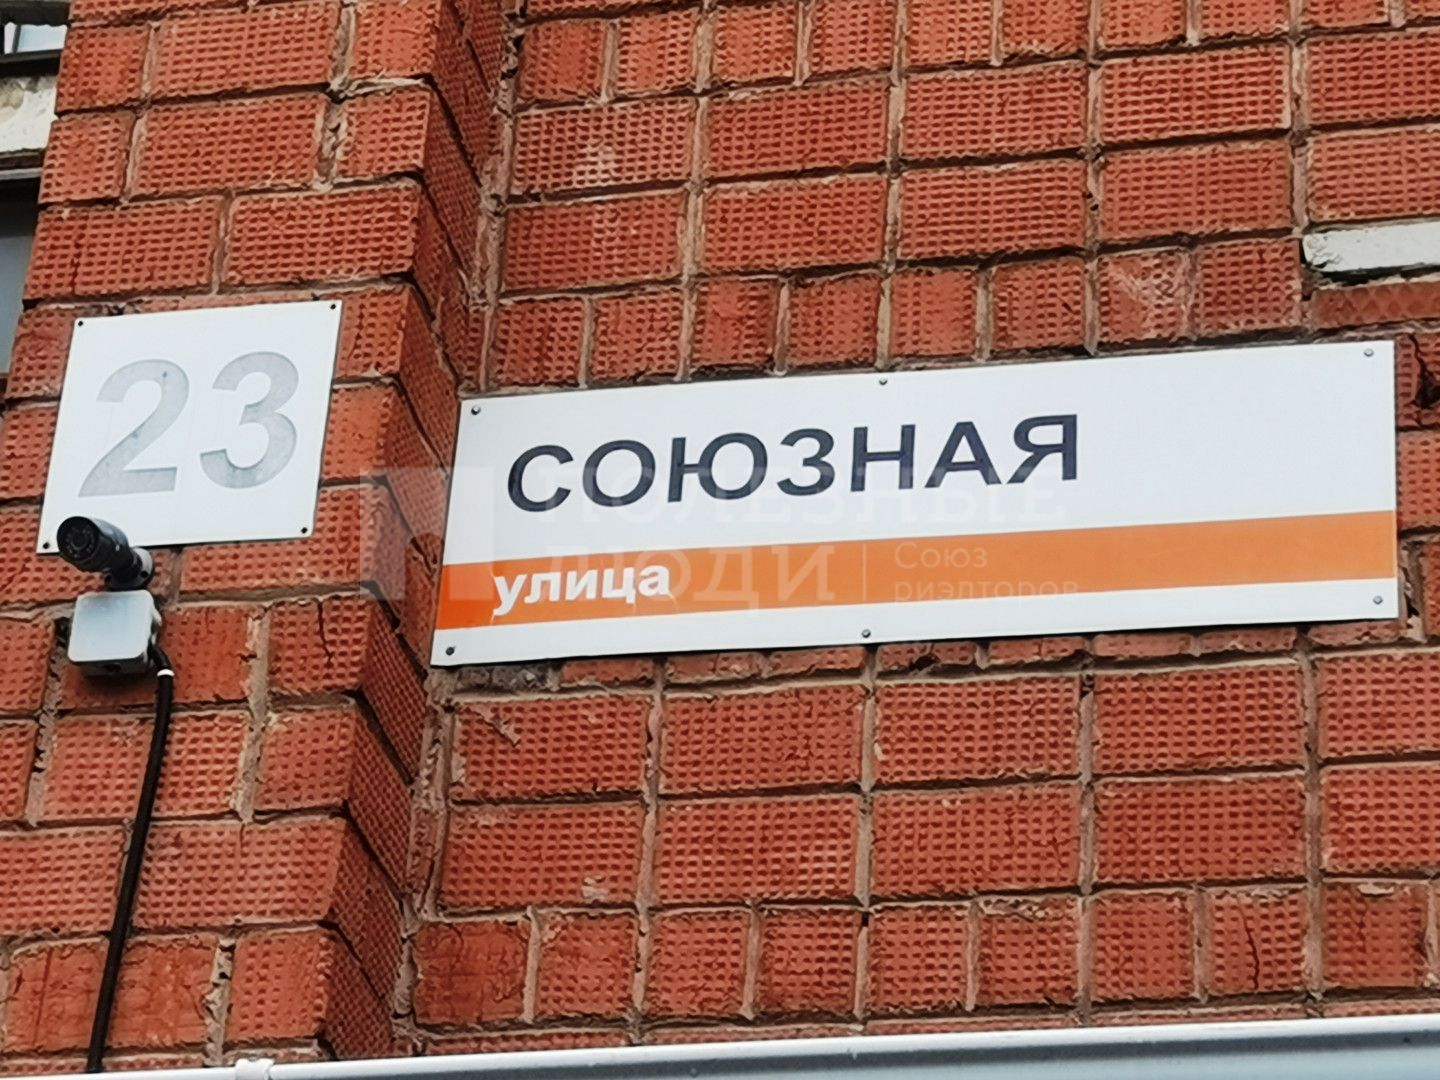 23
СОЮЗНАЯ
улица
ПОЛЕЗНЫЕ
ЛЮДИ
Союз
риэлторов